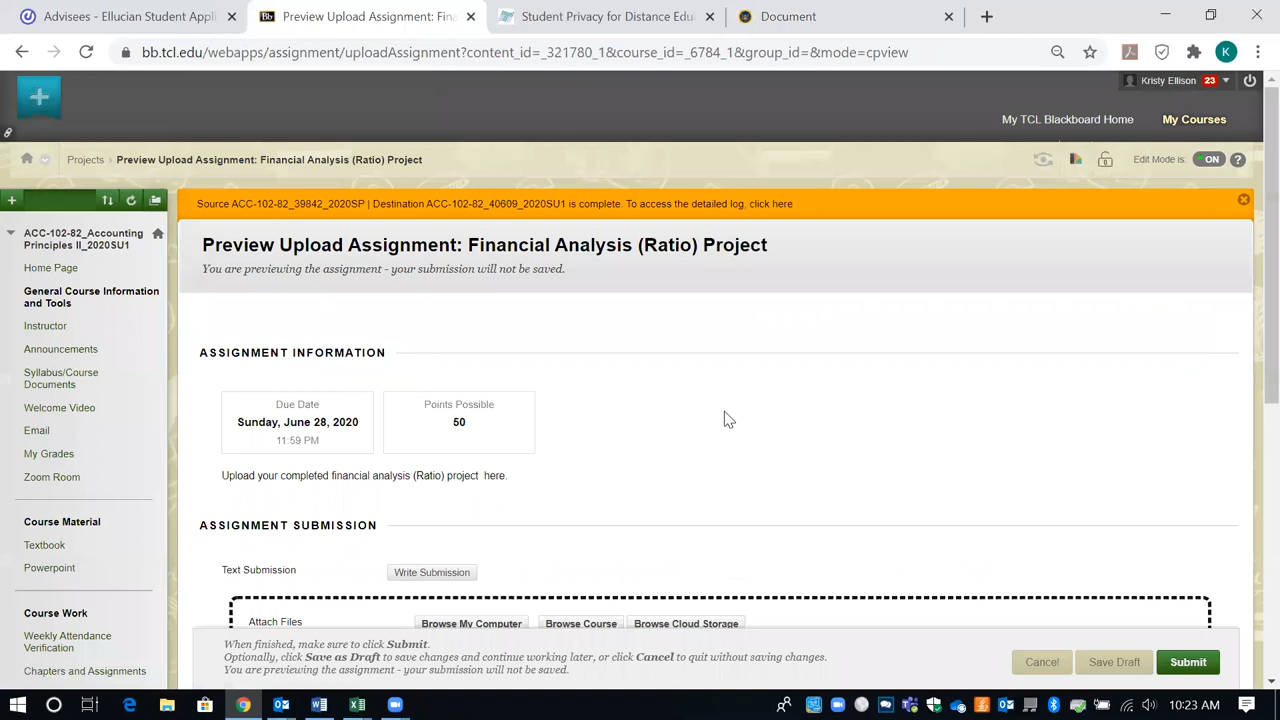 Advisees - Ellucian Student Appl
Preview Upload Assignment: Fina
Student Privacy for Distance Edu
Document
bb.tcl.edu/webapps/assignment/uploadAssignment?content_id=_321780_1&course_id=_6784_1&group_id=&mode=cpview
K
Kristy Ellison 23
My TCL Blackboard Home
My Courses
Projects
Preview Upload Assignment: Financial Analysis (Ratio) Project
Edit Mode is: ON ?
Source ACC-102-82_39842_2020SP | Destination ACC-102-82_40609_2020SU1 is complete. To access the detailed log, click here
ACC-102-82_Accounting
Principles II_2020SU1
Home Page
General Course Information
and Tools
Instructor
Announcements
Syllabus/Course
Documents
Welcome Video
Email
My Grades
Zoom Room
Course Material
Textbook
Powerpoint
Course Work
Weekly Attendance
Verification
Chapters and Assignments
Preview Upload Assignment: Financial Analysis (Ratio) Project
You are previewing the assignment - your submission will not be saved.
ASSIGNMENT INFORMATION
Due Date
Sunday, June 28, 2020
11:59 PM
Points Possible
50
Upload your completed financial analysis (Ratio) project here.
ASSIGNMENT SUBMISSION
Text Submission
Write Submission
Attach Files
Browse My Computer
Browse Course
Browse Cloud Storage
When finished, make sure to click Submit.
Optionally, click Save as Draft to save changes and continue working later, or click Cancel to quit without saving changes.
You are previewing the assignment - your submission will not be saved.
Cancel
Save Draft
Submit
10:23 AM